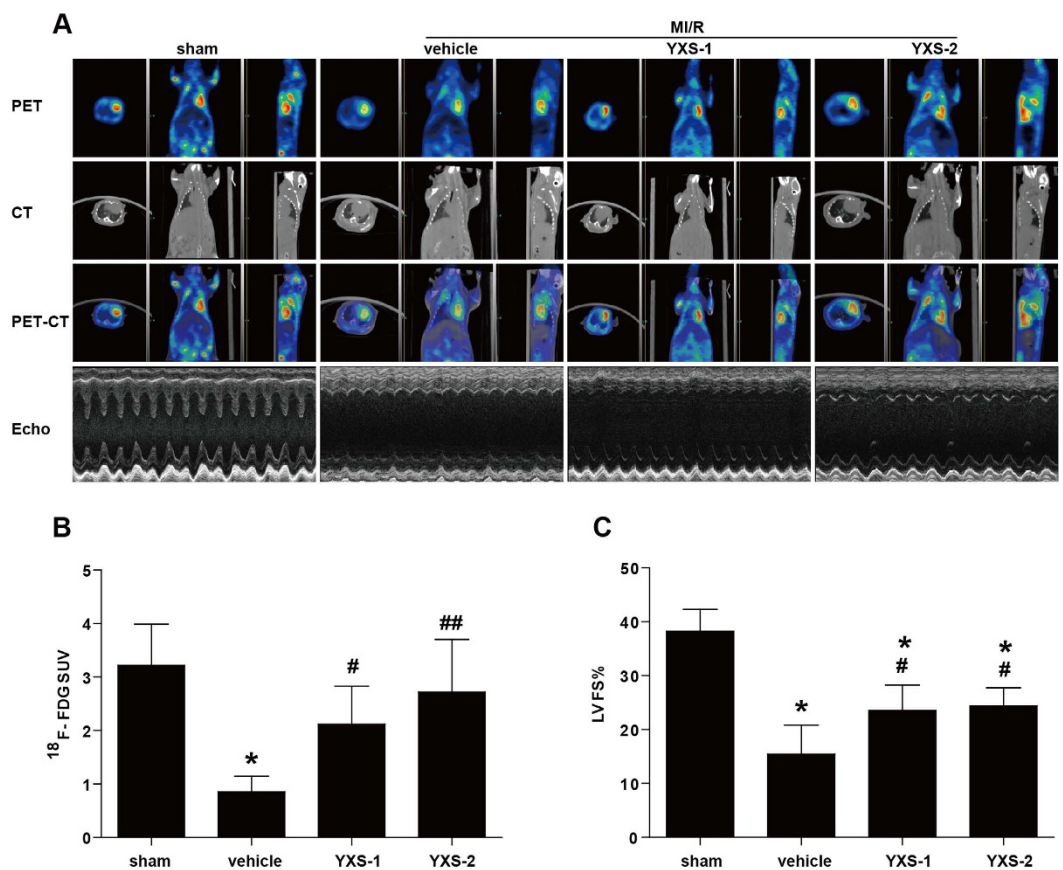 A
MI/R
sham vehicle YXS-1 YXS-2
PET
CT
PET-CT
Echo
B
C
18F-FDG SUV
5
4
3
2
1
0
*
#
##
sham vehicle YXS-1 YXS-2
LV FS%
50
40
30
20
10
0
*
*
#
*
#
sham vehicle YXS-1 YXS-2